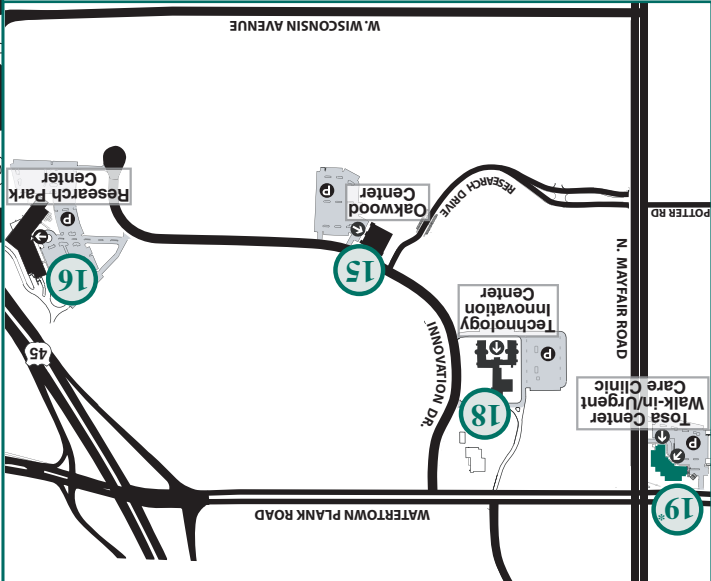 WATERTOWN PLANK ROAD
19*
P
Tosa Center
Walk-in/Urgent
Care Clinic
N. MAYFAIR ROAD
18
P
Technology
Innovation
Center
INNOVATION DR.
45
16
P
Research Park
Center
15
P
Oakwood
Center
RESEARCH DRIVE
POTTER RD
W. WISCONSIN AVENUE